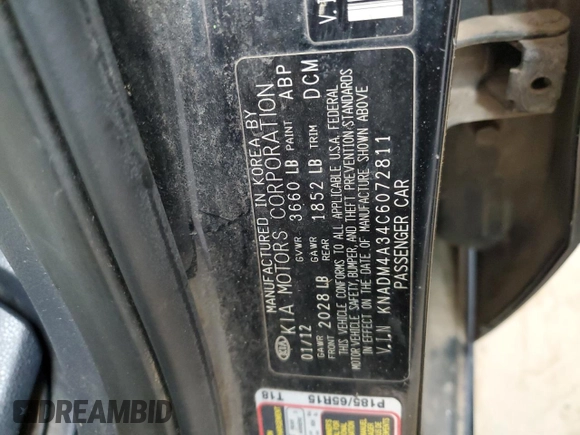 MANUFACTURED IN KOREA BY
KIA KIA MOTORS CORPORATION
01/12 GVWR 3660 LB PAINT ABP
GAWR FRONT 2028 LB GAWR REAR 1852 LB TRIM DCM
THIS VEHICLE CONFORMS TO ALL APPLICABLE U.S.A. FEDERAL
MOTOR VEHICLE SAFETY, BUMPER, AND THEFT PREVENTION STANDARDS
IN EFFECT ON THE DATE OF MANUFACTURE SHOWN ABOVE
V.I.N KNADM4A34C6072811
PASSENGER CAR
T18
P185/65R15
DREAMBID